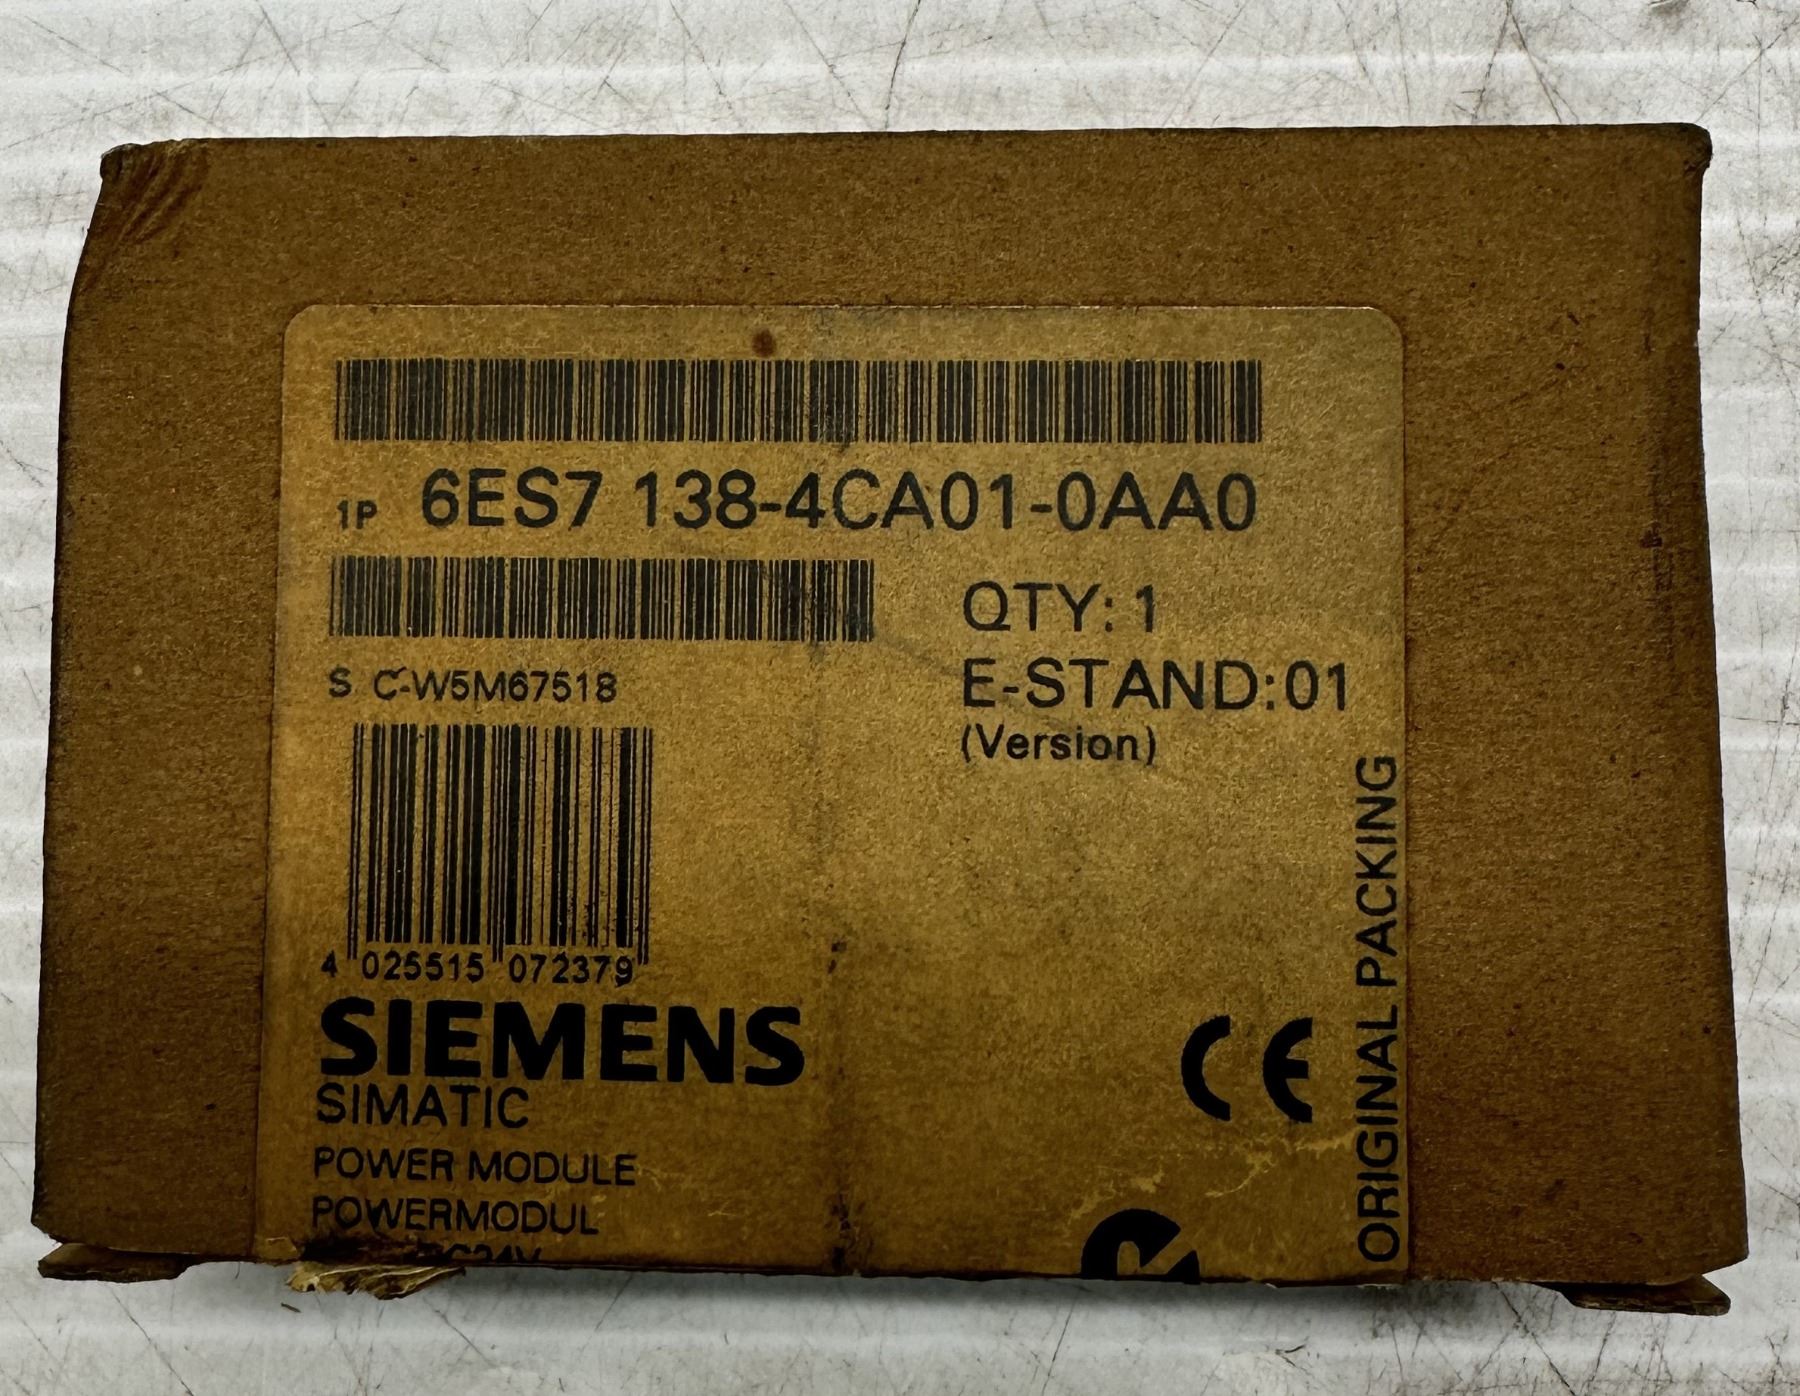 1P 6ES7 138-4CA01-0AA0
QTY: 1
S C-W5M67518
E-STAND:01
(Version)
4 025515 072379
SIEMENS
SIMATIC
POWER MODULE
POWERMODUL
CE
ORIGINAL PACKING